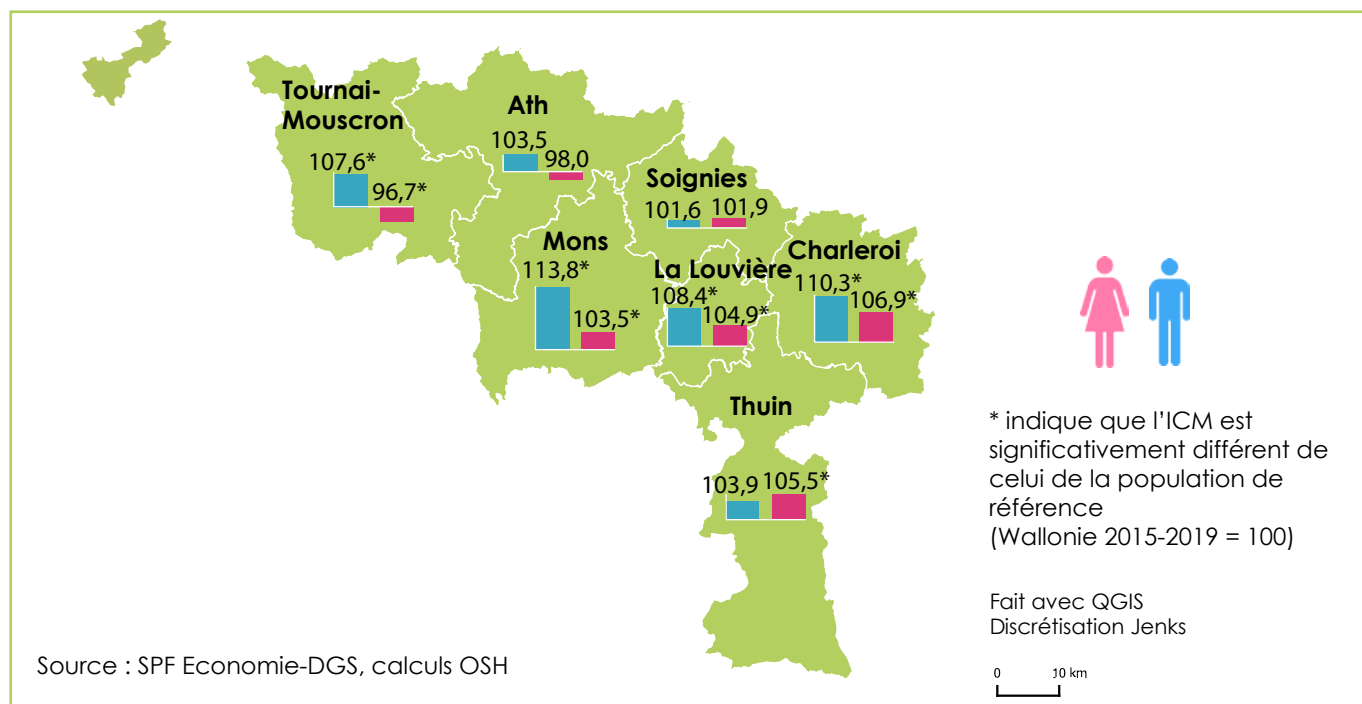 Tournai-
Mouscron
107,6*
96,7*
Ath
103,5
98,0
Soignies
101,6
101,9
Mons
113,8*
103,5*
La Louvière
108,4*
104,9*
Charleroi
110,3*
106,9*
Thuin
103,9
105,5*
* indique que l’ICM est
significativement différent de
celui de la population de
référence
(Wallonie 2015-2019 = 100)
Fait avec QGIS
Discrétisation Jenks
0 10 km
Source : SPF Economie-DGS, calculs OSH